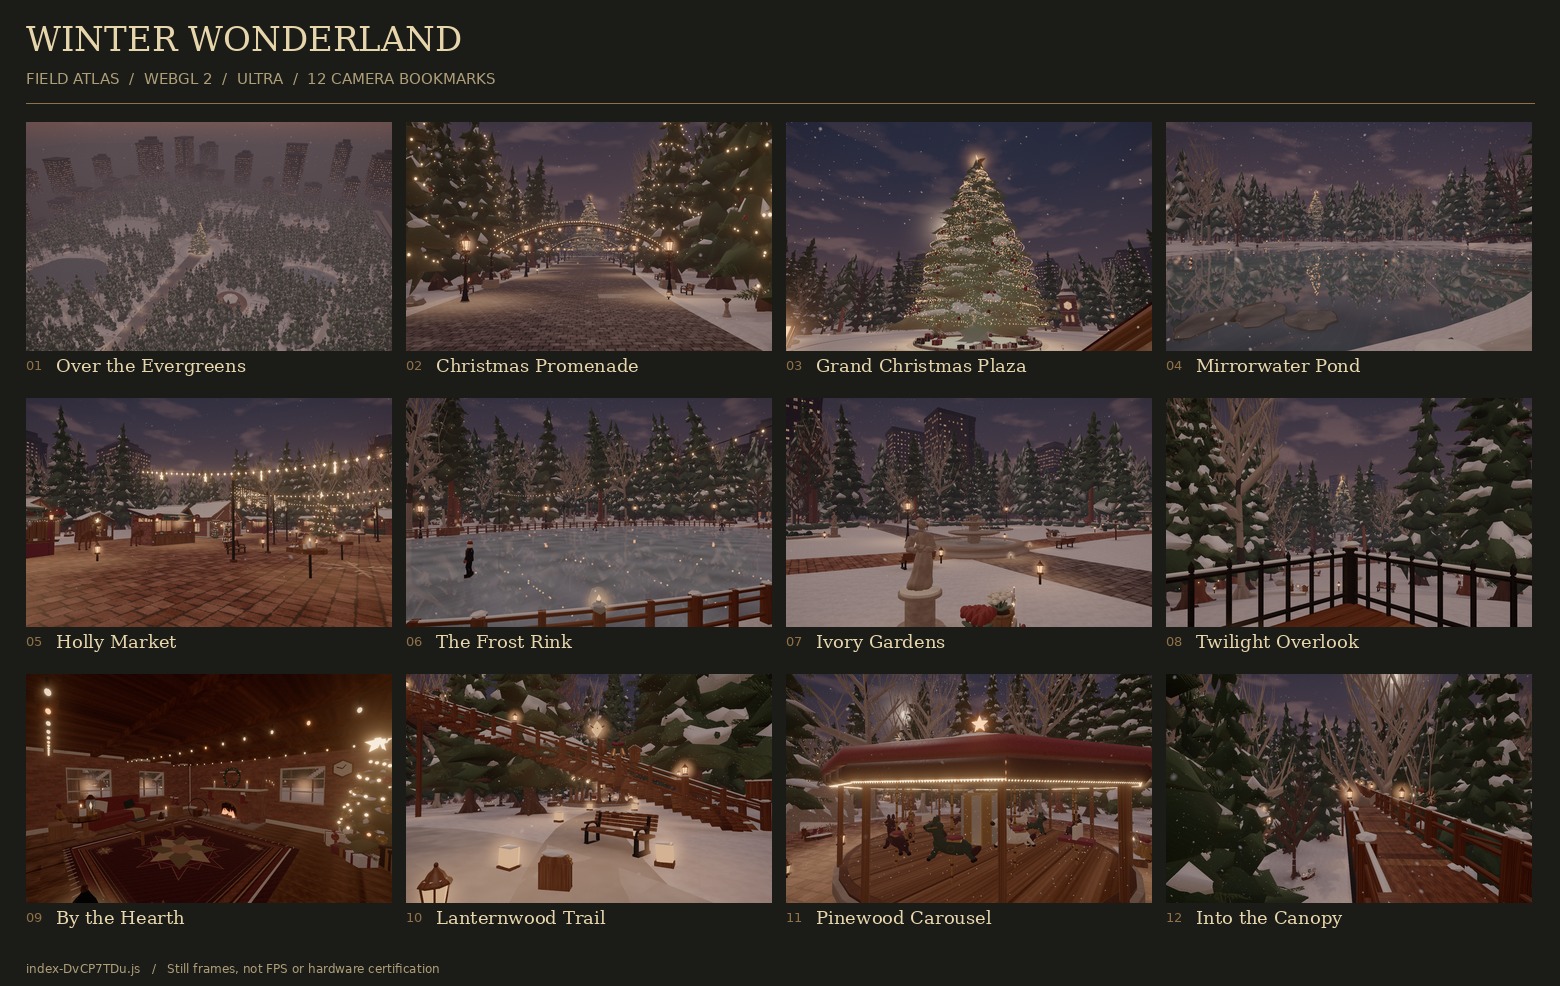 WINTER WONDERLAND
FIELD ATLAS / WEBGL 2 / ULTRA / 12 CAMERA BOOKMARKS
01 Over the Evergreens
02 Christmas Promenade
03 Grand Christmas Plaza
04 Mirrorwater Pond
05 Holly Market
06 The Frost Rink
07 Ivory Gardens
08 Twilight Overlook
09 By the Hearth
10 Lanternwood Trail
11 Pinewood Carousel
12 Into the Canopy
index-DvCP7TDu.js / Still frames, not FPS or hardware certification